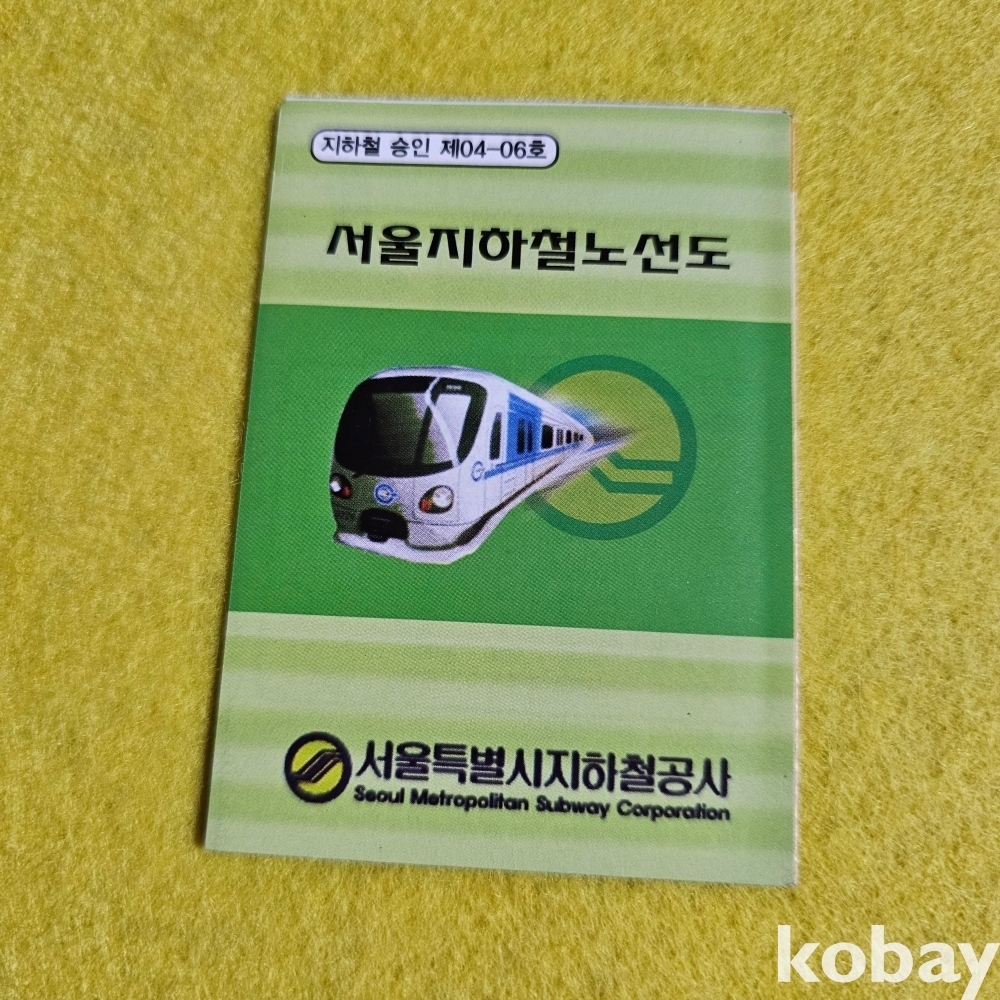 지하철 승인 제04-06호
서울지하철노선도
서울특별시지하철공사
Seoul Metropolitan Subway Corporation
kobay